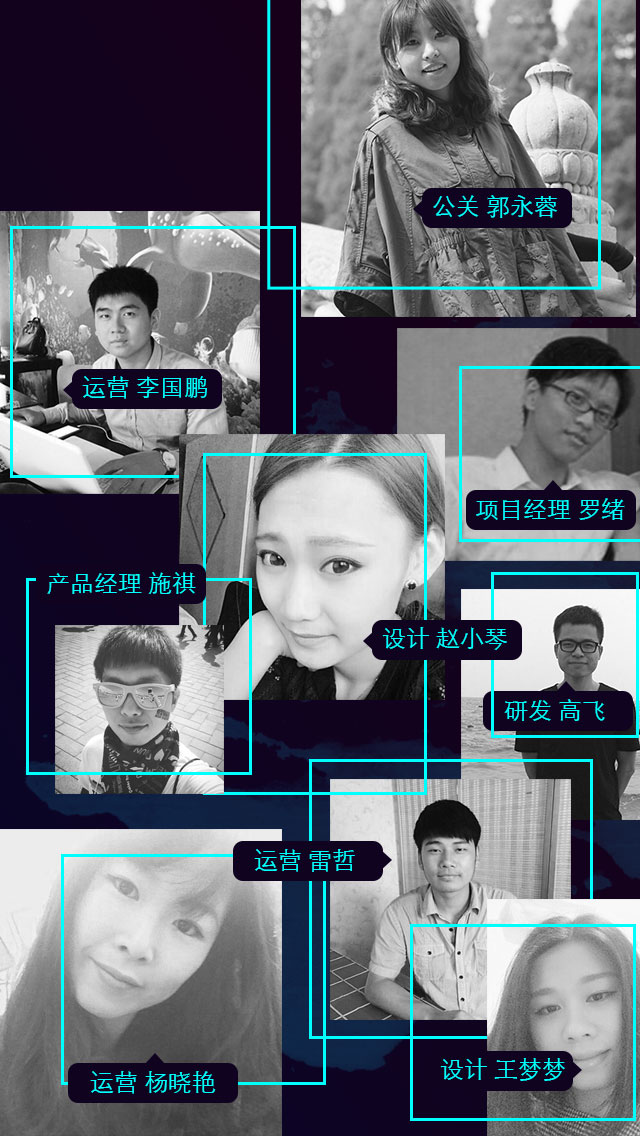 公关 郭永蓉
运营 李国鹏
项目经理 罗绪
产品经理 施祺
设计 赵小琴
研发 高飞
运营 雷哲
设计 王梦梦
运营 杨晓艳